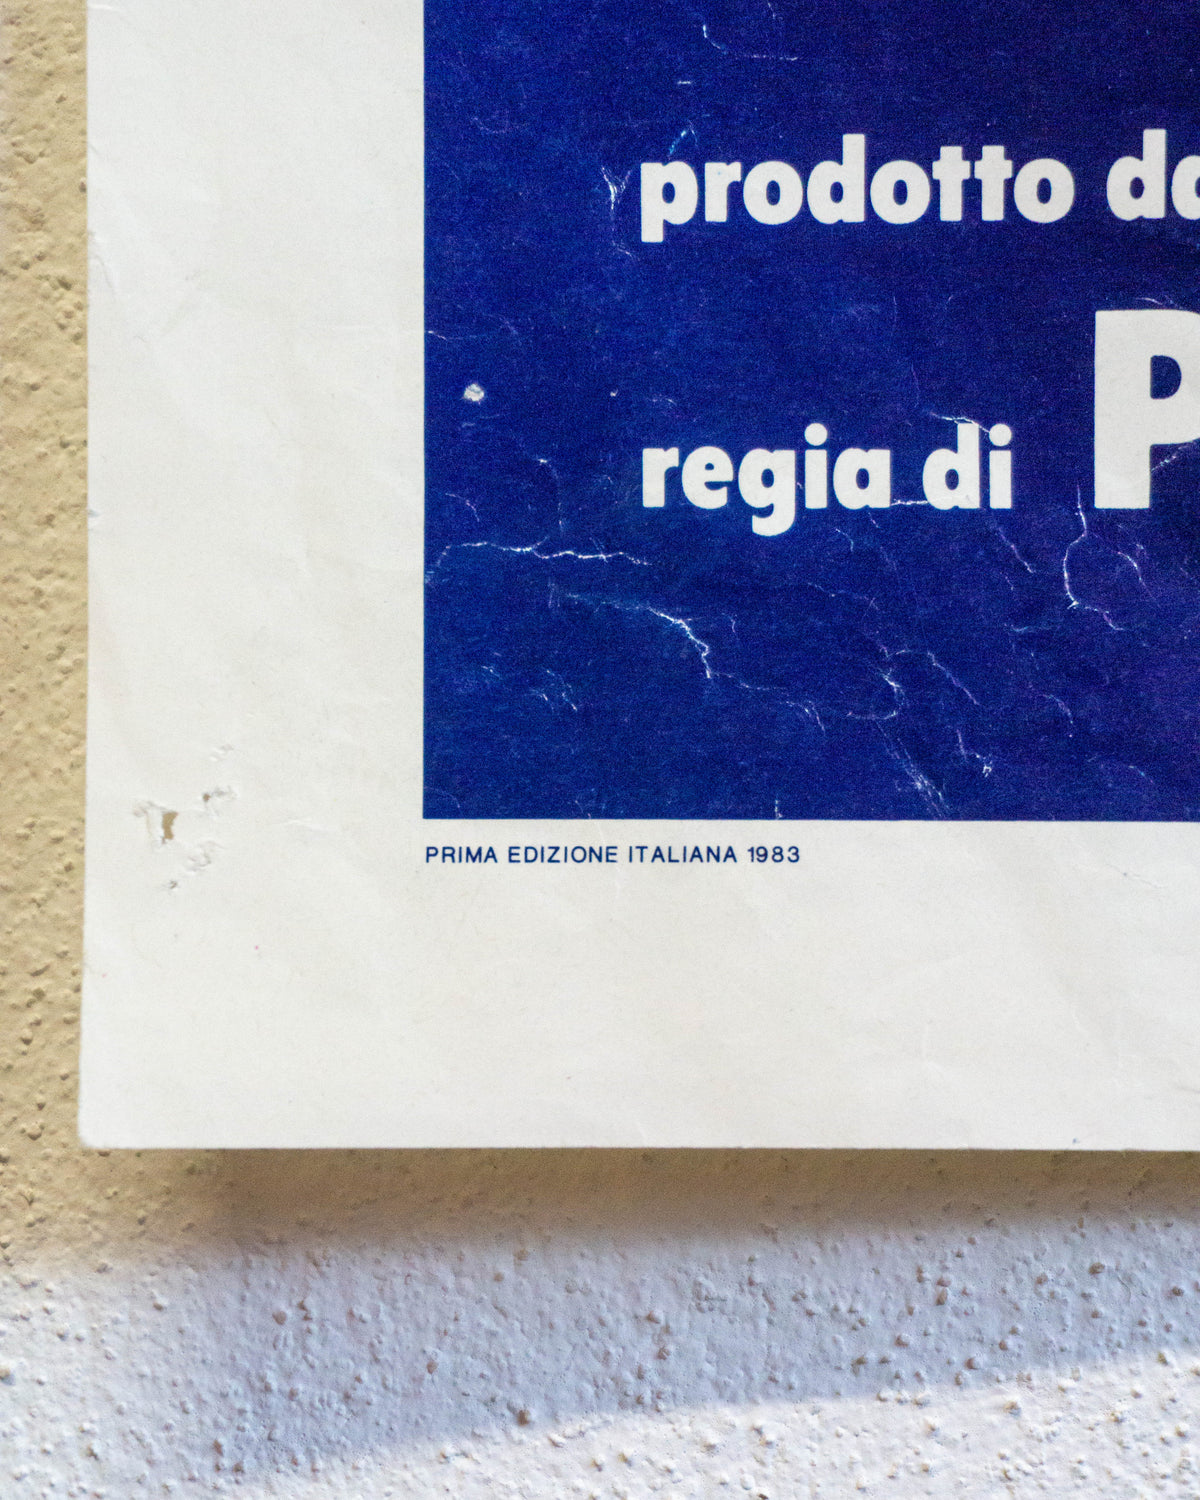 prodotto da
regia di P
PRIMA EDIZIONE ITALIANA 1983